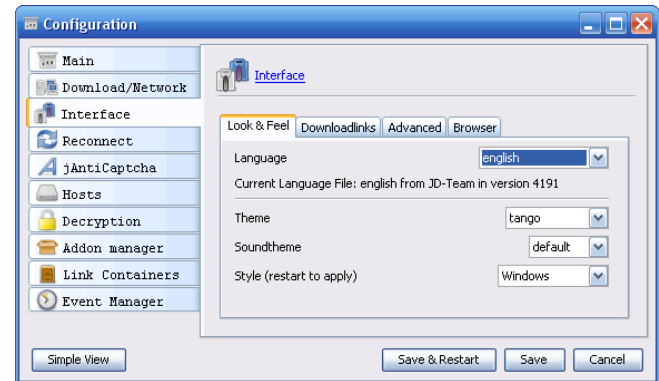 Configuration
Main
Download/Network
Interface
Reconnect
jAntiCaptcha
Hosts
Decryption
Addon manager
Link Containers
Event Manager
Interface
Look & Feel Downloadlinks Advanced Browser
Language english
Current Language File: english from JD-Team in version 4191
Theme tango
Soundtheme default
Style (restart to apply) Windows
Simple View Save & Restart Save Cancel